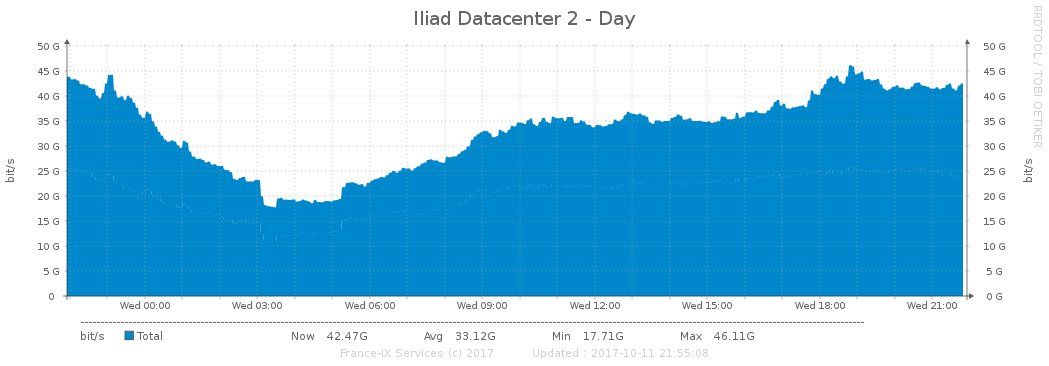 Iliad Datacenter 2 - Day
RRDTOOL / TOBI OETIKER
bit/s
50 G 50 G
45 G 45 G
40 G 40 G
35 G 35 G
30 G 30 G
25 G 25 G
20 G 20 G
15 G 15 G
10 G 10 G
5 G 5 G
0 0 G
bit/s
Wed 00:00 Wed 03:00 Wed 06:00 Wed 09:00 Wed 12:00 Wed 15:00 Wed 18:00 Wed 21:00
bit/s Total Now 42.47G Avg 33.12G Min 17.71G Max 46.11G
France-IX Services (c) 2017 Updated : 2017-10-11 21:55:08